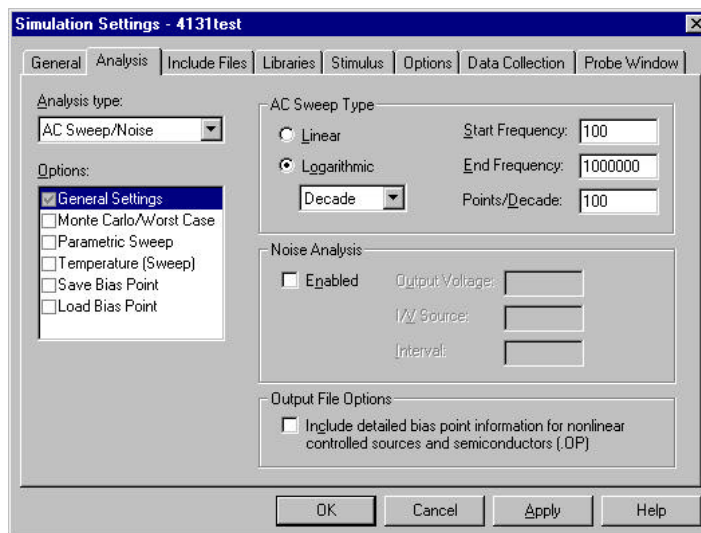 Simulation Settings - 4131test
General Analysis Include Files Libraries Stimulus Options Data Collection Probe Window
Analysis type:
AC Sweep/Noise
Options:
General Settings
Monte Carlo/Worst Case
Parametric Sweep
Temperature (Sweep)
Save Bias Point
Load Bias Point
AC Sweep Type
Linear
Logarithmic
Decade
Start Frequency: 100
End Frequency: 1000000
Points/Decade: 100
Noise Analysis
Enabled
Output Voltage:
I/V Source:
Interval:
Output File Options
Include detailed bias point information for nonlinear
controlled sources and semiconductors (.OP)
OK Cancel Apply Help